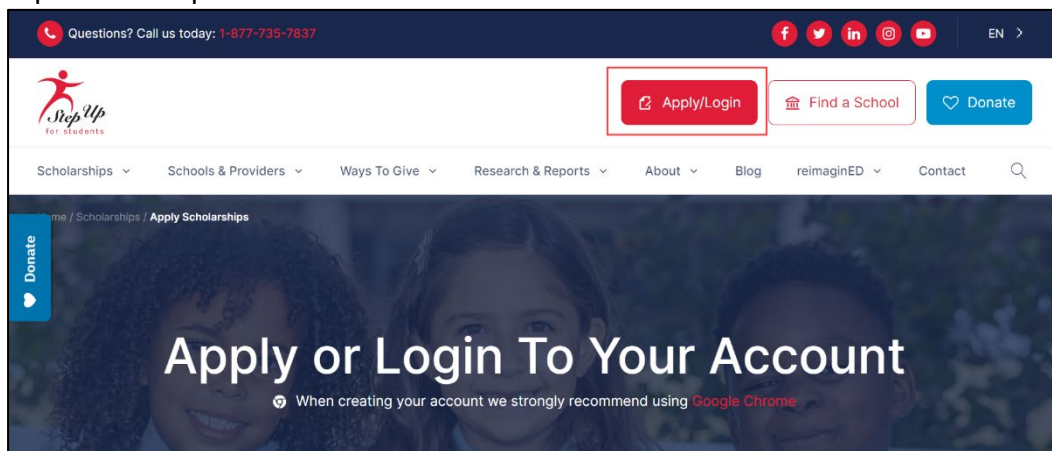 Questions? Call us today: 1-877-735-7837
EN >
Step Up
for students
Apply/Login
Find a School
Donate
Scholarships
Schools & Providers
Ways To Give
Research & Reports
About
Blog
reimaginED
Contact
Home / Scholarships / Apply Scholarships
Donate
Apply or Login To Your Account
When creating your account we strongly recommend using Google Chrome